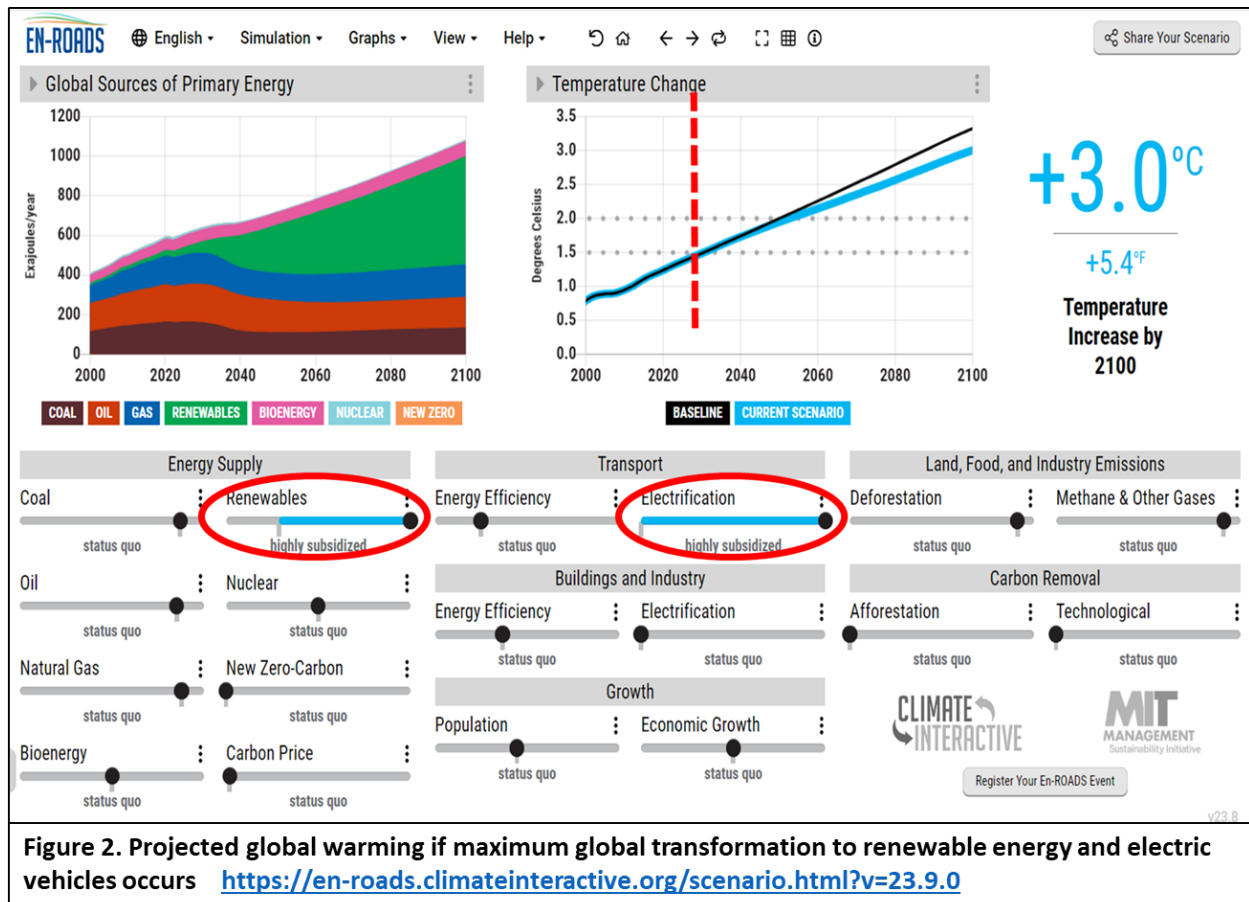 EN-ROADS English Simulation Graphs View Help Share Your Scenario
Global Sources of Primary Energy
1200
1000
800
600
400
200
0
Exajoules/year
2000 2020 2040 2060 2080 2100
COAL OIL GAS RENEWABLES BIOENERGY NUCLEAR NEW ZERO
Temperature Change
3.5
3.0
2.5
2.0
1.5
1.0
0.5
0.0
Degrees Celsius
2000 2020 2040 2060 2080 2100
BASELINE CURRENT SCENARIO
+3.0°C
+5.4°F
Temperature
Increase by
2100
Energy Supply
Coal
status quo
Renewables
highly subsidized
Oil
status quo
Nuclear
status quo
Natural Gas
status quo
New Zero-Carbon
status quo
Bioenergy
status quo
Carbon Price
status quo
Transport
Energy Efficiency
status quo
Electrification
highly subsidized
Buildings and Industry
Energy Efficiency
status quo
Electrification
status quo
Growth
Population
status quo
Economic Growth
status quo
Land, Food, and Industry Emissions
Deforestation
status quo
Methane & Other Gases
status quo
Carbon Removal
Afforestation
status quo
Technological
status quo
CLIMATE
INTERACTIVE
MIT
MANAGEMENT
Sustainability Initiative
Register Your En-ROADS Event
v23.8
Figure 2. Projected global warming if maximum global transformation to renewable energy and electric
vehicles occurs https://en-roads.climateinteractive.org/scenario.html?v=23.9.0